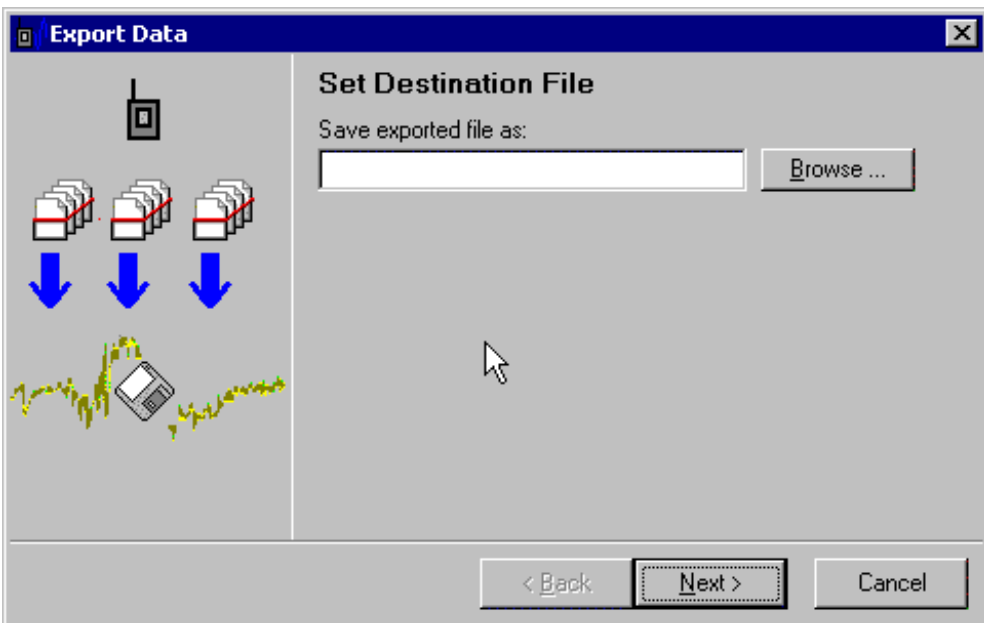 Export Data
Set Destination File
Save exported file as:
Browse ...
< Back
Next >
Cancel